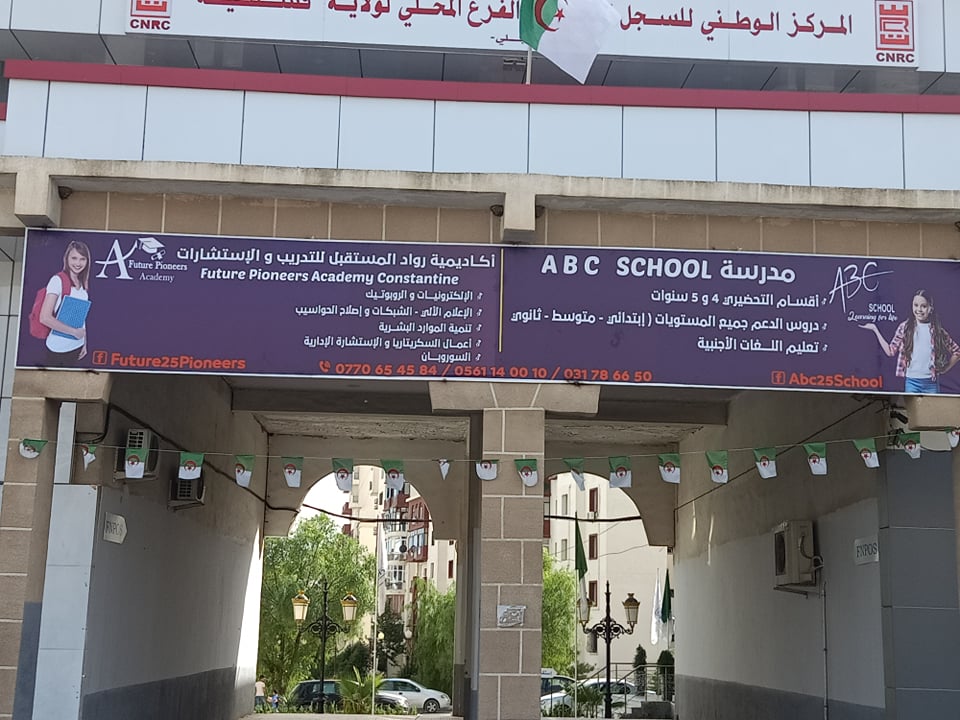 المركز الوطني للسجل
الفرع المحلي لولاية
CNRC
CNRC
أكاديمية رواد المستقبل للتدريب و الإستشارات
Future Pioneers Academy Constantine
Future Pioneers
Academy
الإلكترونيات و الروبوتيك
الإعلام الآلي - الشبكات و إصلاح الحواسيب
تنمية الموارد البشرية
أعمال السكريتاريا و الإستشارة الإدارية
السوروبان
Future25Pioneers
0770 65 45 84 / 0561 14 00 10 / 031 78 66 50
مدرسة A B C SCHOOL
أقسام التحضيري 4 و 5 سنوات
دروس الدعم جميع المستويات ( إبتدائي - متوسط - ثانوي
تعليم اللغات الأجنبية
ABC
SCHOOL
Learning for life
Abc25School
FNPOS
FNPOS